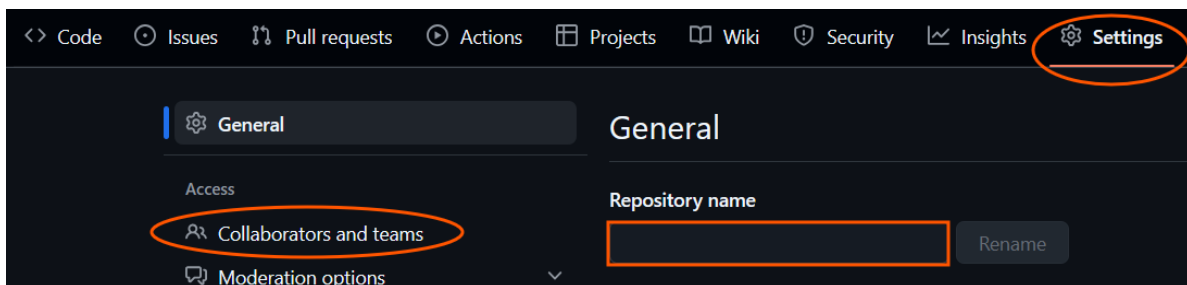 Code Issues Pull requests Actions Projects Wiki Security Insights Settings
General
General
Access
Repository name
Collaborators and teams
Rename
Moderation options